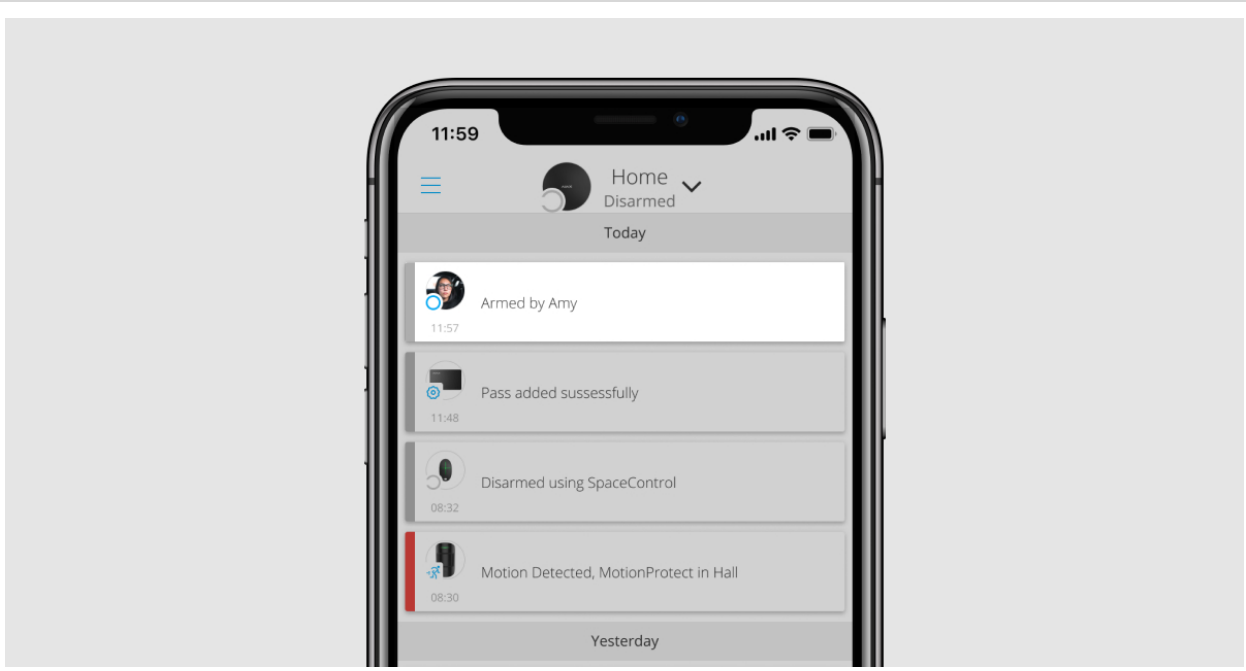 11:59
Home
Disarmed
Today
Armed by Amy
11:57
Pass added sussessfully
11:48
Disarmed using SpaceControl
08:32
Motion Detected, MotionProtect in Hall
08:30
Yesterday